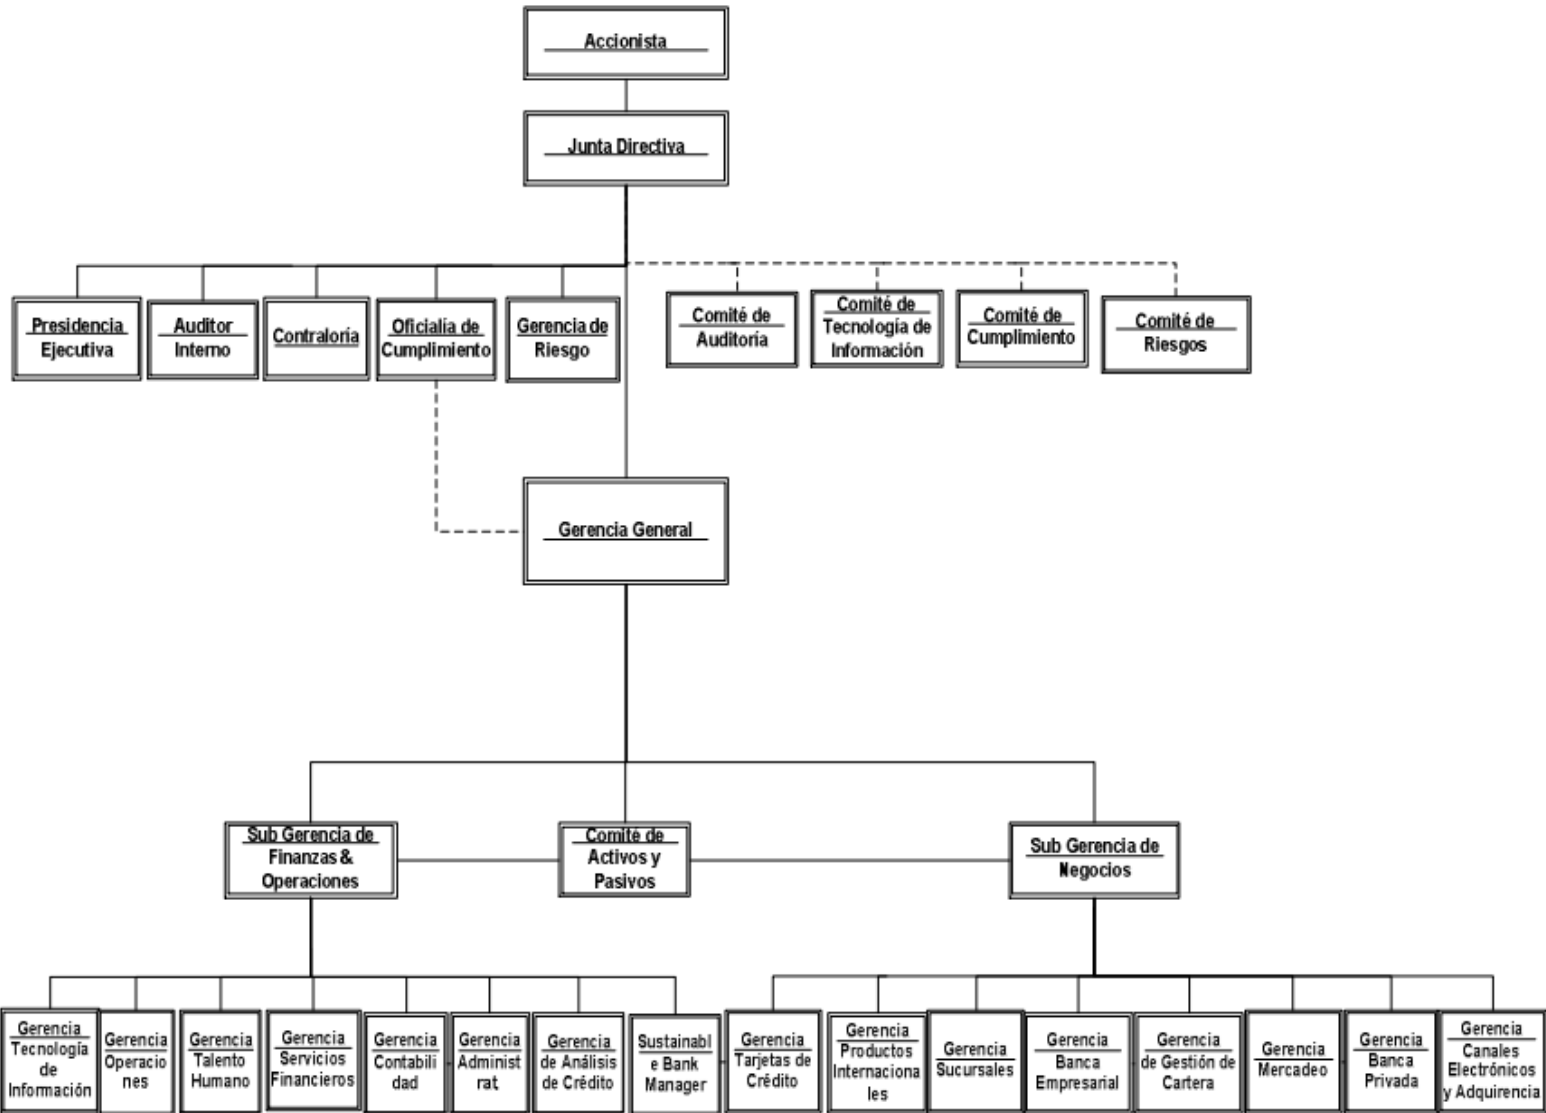 Accionista
Junta Directiva
Presidencia
Ejecutiva
Auditor
Interno
Contraloría
Oficialía de
Cumplimiento
Gerencia de
Riesgo
Comité de
Auditoría
Comité de
Tecnología de
Información
Comité de
Cumplimiento
Comité de
Riesgos
Gerencia General
Sub Gerencia de
Finanzas &
Operaciones
Comité de
Activos y
Pasivos
Sub Gerencia de
Negocios
Gerencia
Tecnología
de
Información
Gerencia
Operacio
nes
Gerencia
Talento
Humano
Gerencia
Servicios
Financieros
Gerencia
Contabili
dad
Gerencia
Administ
rat
Gerencia
de Análisis
de Crédito
Sustainabl
e Bank
Manager
Gerencia
Tarjetas de
Crédito
Gerencia
Productos
Internaciona
les
Gerencia
Sucursales
Gerencia
Banca
Empresarial
Gerencia
de Gestión de
Cartera
Gerencia
Mercadeo
Gerencia
Banca
Privada
Gerencia
Canales
Electrónicos
y Adquirencia